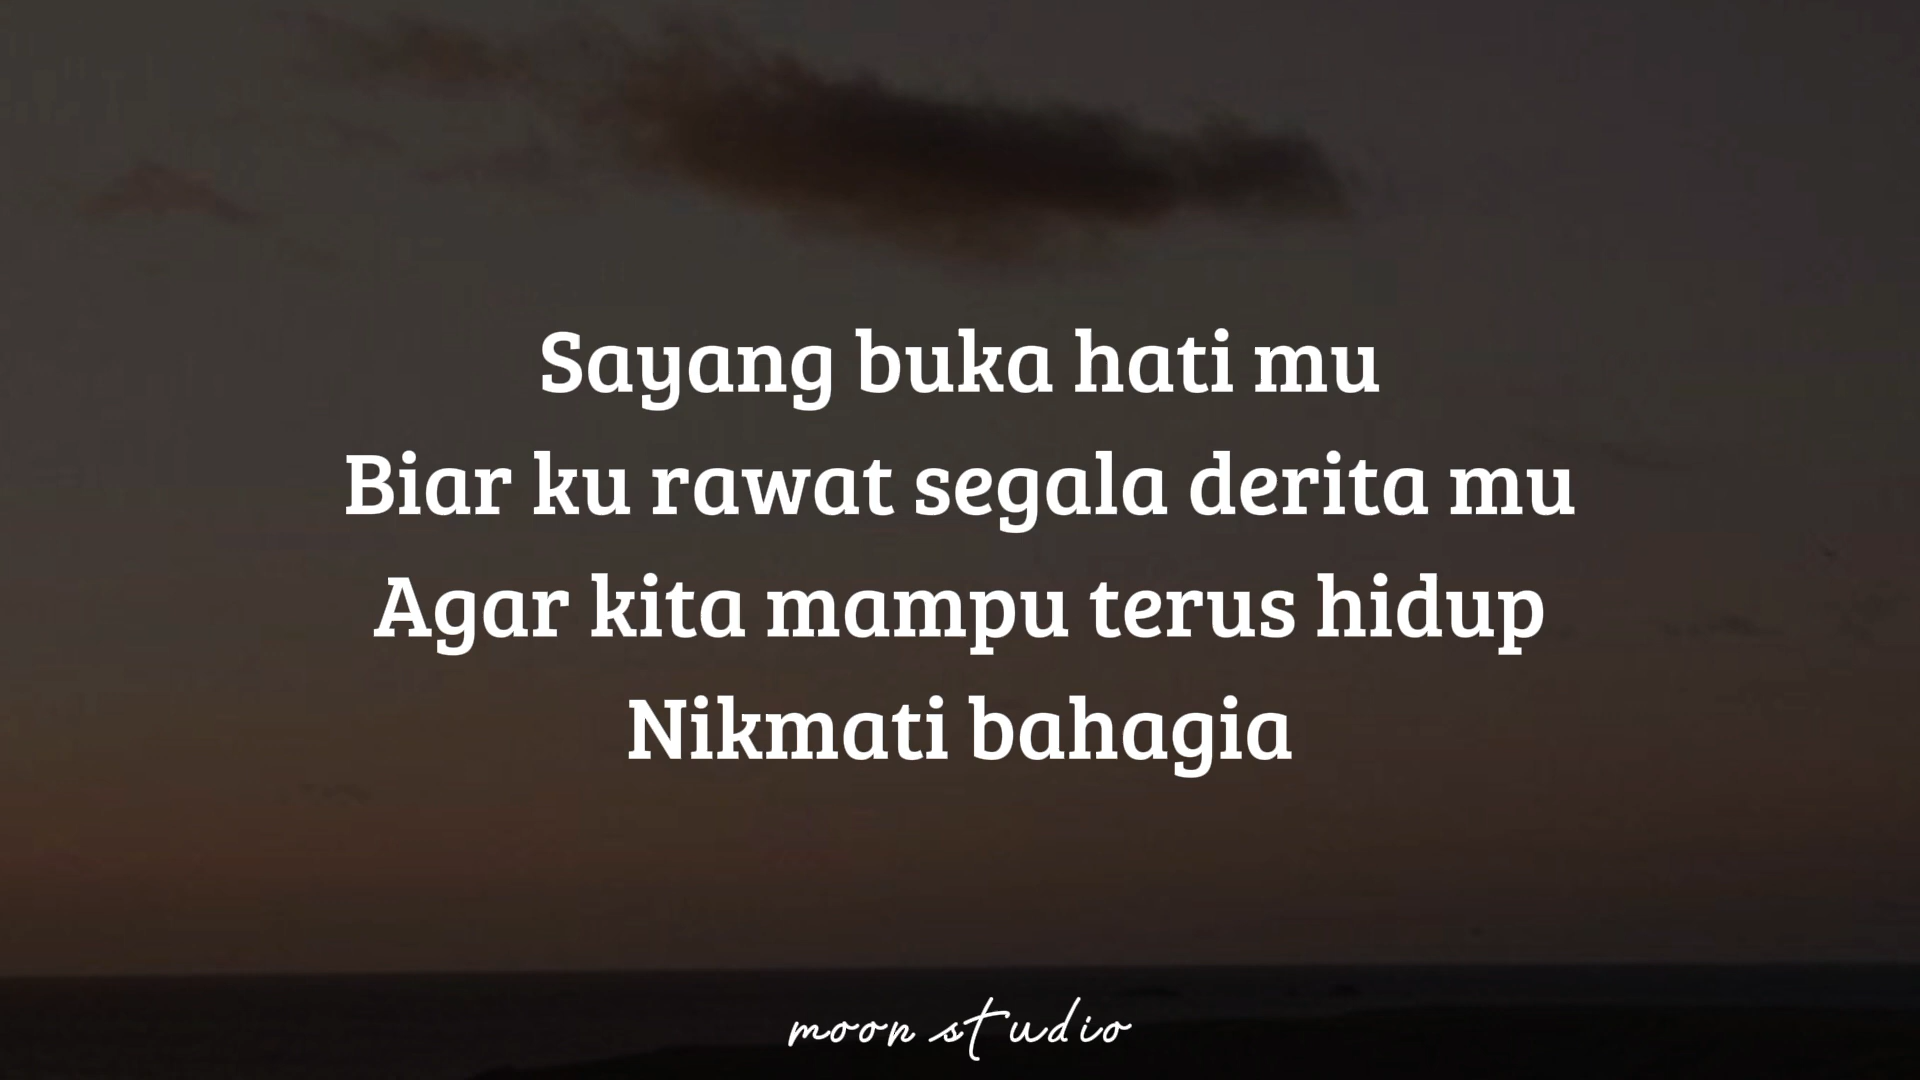 Sayang buka hati mu
Biar ku rawat segala derita mu
Agar kita mampu terus hidup
Nikmati bahagia
moon studio